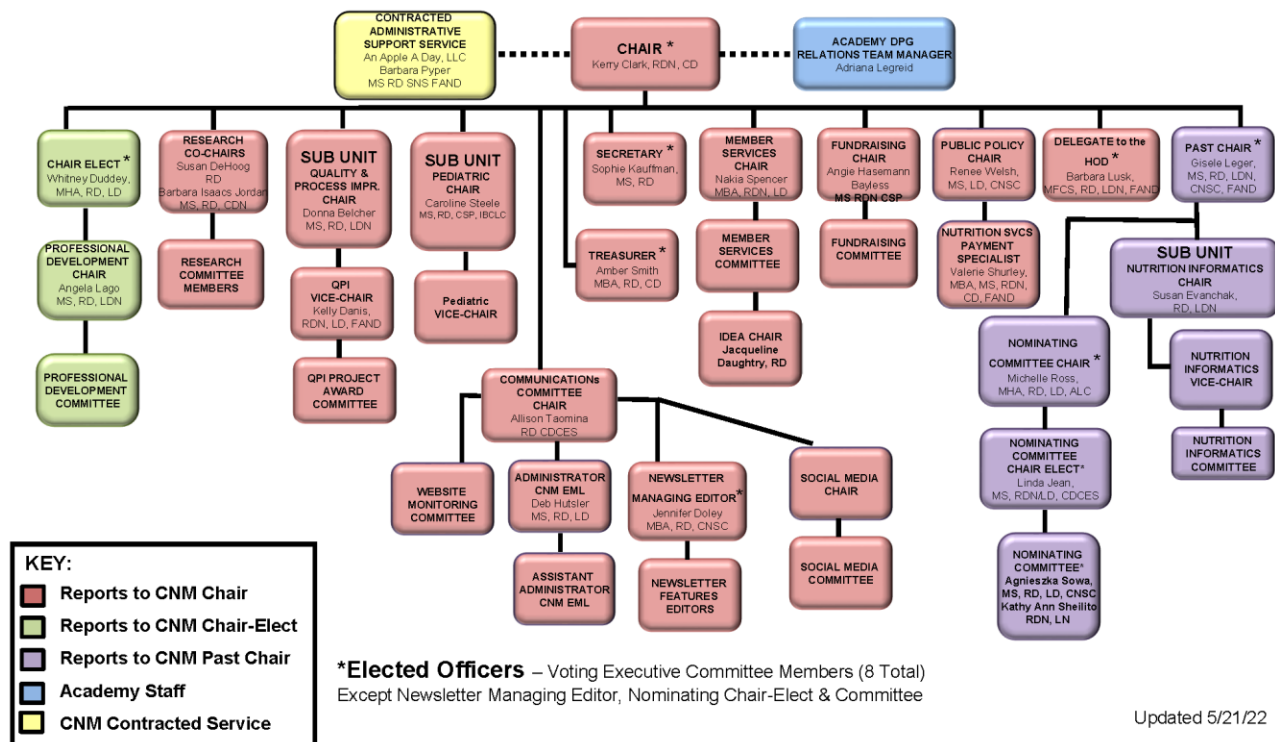 CONTRACTED
ADMINISTRATIVE
SUPPORT SERVICE
An Apple A Day, LLC
Barbara Pyper
MS RD SNS FAND
CHAIR *
Kerry Clark, RDN, CD
ACADEMY DPG
RELATIONS TEAM MANAGER
Adriana Legreid
CHAIR ELECT *
Whitney Duddey,
MHA, RD, LD
RESEARCH
CO-CHAIRS
Susan DeHoog
RD
Barbara Isaacs Jordan
MS, RD, CDN
SUB UNIT
QUALITY &
PROCESS IMPR.
CHAIR
Donna Belcher
MS, RD, LDN
SUB UNIT
PEDIATRIC
CHAIR
Caroline Steele
MS, RD, CSP, IBCLC
SECRETARY *
Sophie Kauffman,
MS, RD
MEMBER
SERVICES
CHAIR
Nakia Spencer
MBA, RDN, LD
FUNDRAISING
CHAIR
Angie Hasemann
Bayless
MS RDN CSP
PUBLIC POLICY
CHAIR
Renee Welsh,
MS, LD, CNSC
DELEGATE to the
HOD *
Barbara Lusk,
MFCS, RD, LDN, FAND
PAST CHAIR *
Gisele Leger,
MS, RD, LDN,
CNSC, FAND
PROFESSIONAL
DEVELOPMENT
CHAIR
Angela Lago
MS, RD, LDN
RESEARCH
COMMITTEE
MEMBERS
QPI
VICE-CHAIR
Kelly Danis,
RDN, LD, FAND
Pediatric
VICE-CHAIR
TREASURER *
Amber Smith
MBA, RD, CD
MEMBER
SERVICES
COMMITTEE
FUNDRAISING
COMMITTEE
NUTRITION SVCS
PAYMENT
SPECIALIST
Valerie Shurley,
MBA, MS, RDN,
CD, FAND
SUB UNIT
NUTRITION INFORMATICS
CHAIR
Susan Evanchak,
RD, LDN
PROFESSIONAL
DEVELOPMENT
COMMITTEE
QPI PROJECT
AWARD
COMMITTEE
IDEA CHAIR
Jacqueline
Daughtry, RD
NOMINATING
COMMITTEE CHAIR *
Michelle Ross,
MHA, RD, LD, ALC
NUTRITION
INFORMATICS
VICE-CHAIR
COMMUNICATIONs
COMMITTEE
CHAIR
Allison Taomina
RD CDCES
NOMINATING
COMMITTEE
CHAIR ELECT*
Linda Jean,
MS, RDN/LD, CDCES
NUTRITION
INFORMATICS
COMMITTEE
WEBSITE
MONITORING
COMMITTEE
ADMINISTRATOR
CNM EML
Deb Hutsler
MS, RD, LD
NEWSLETTER
MANAGING EDITOR*
Jennifer Doley
MBA, RD, CNSC
SOCIAL MEDIA
CHAIR
ASSISTANT
ADMINISTRATOR
CNM EML
NEWSLETTER
FEATURES
EDITORS
SOCIAL MEDIA
COMMITTEE
NOMINATING
COMMITTEE*
Agnieszka Sowa,
MS, RD, LD, CNSC
Kathy Ann Sheilito
RDN, LN
KEY:
Reports to CNM Chair
Reports to CNM Chair-Elect
Reports to CNM Past Chair
Academy Staff
CNM Contracted Service
*Elected Officers – Voting Executive Committee Members (8 Total)
Except Newsletter Managing Editor, Nominating Chair-Elect & Committee
Updated 5/21/22